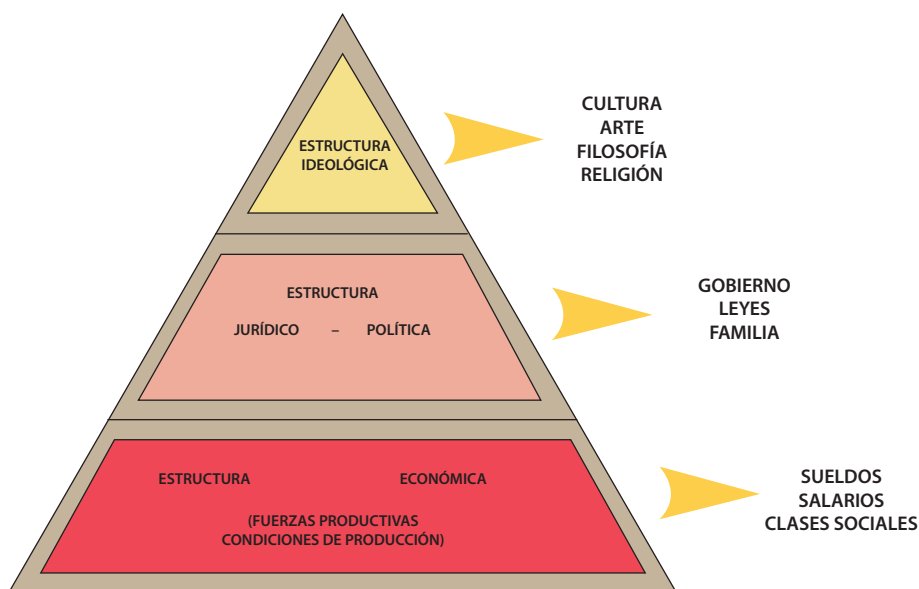 ESTRUCTURA
IDEOLÓGICA
CULTURA
ARTE
FILOSOFÍA
RELIGIÓN
ESTRUCTURA
JURÍDICO – POLÍTICA
GOBIERNO
LEYES
FAMILIA
ESTRUCTURA ECONÓMICA
(FUERZAS PRODUCTIVAS
CONDICIONES DE PRODUCCIÓN)
SUELDOS
SALARIOS
CLASES SOCIALES